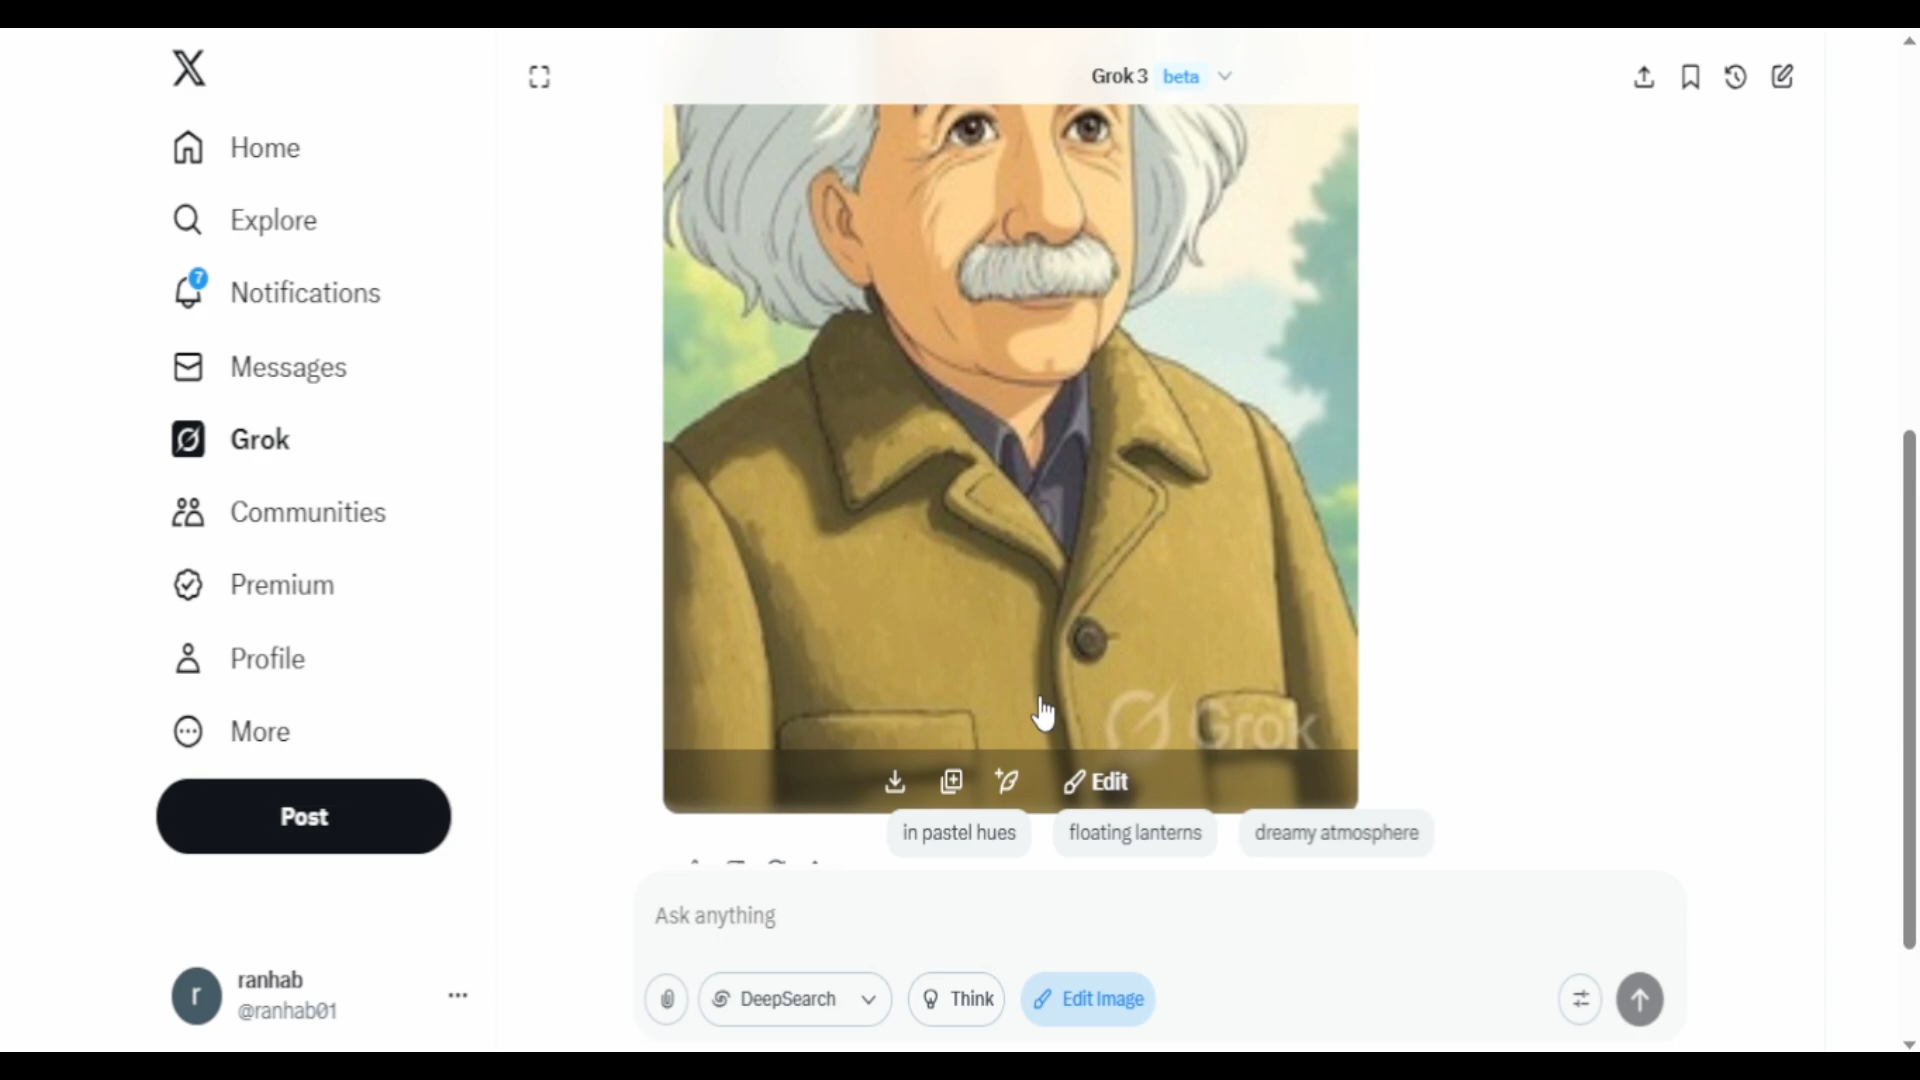 Grok 3 beta
Home
Explore
7
Notifications
Messages
Grok
Communities
Premium
Profile
More
Post
ranhab
@ranhab01
Grok
Edit
in pastel hues
floating lanterns
dreamy atmosphere
Ask anything
DeepSearch
Think
Edit Image
r